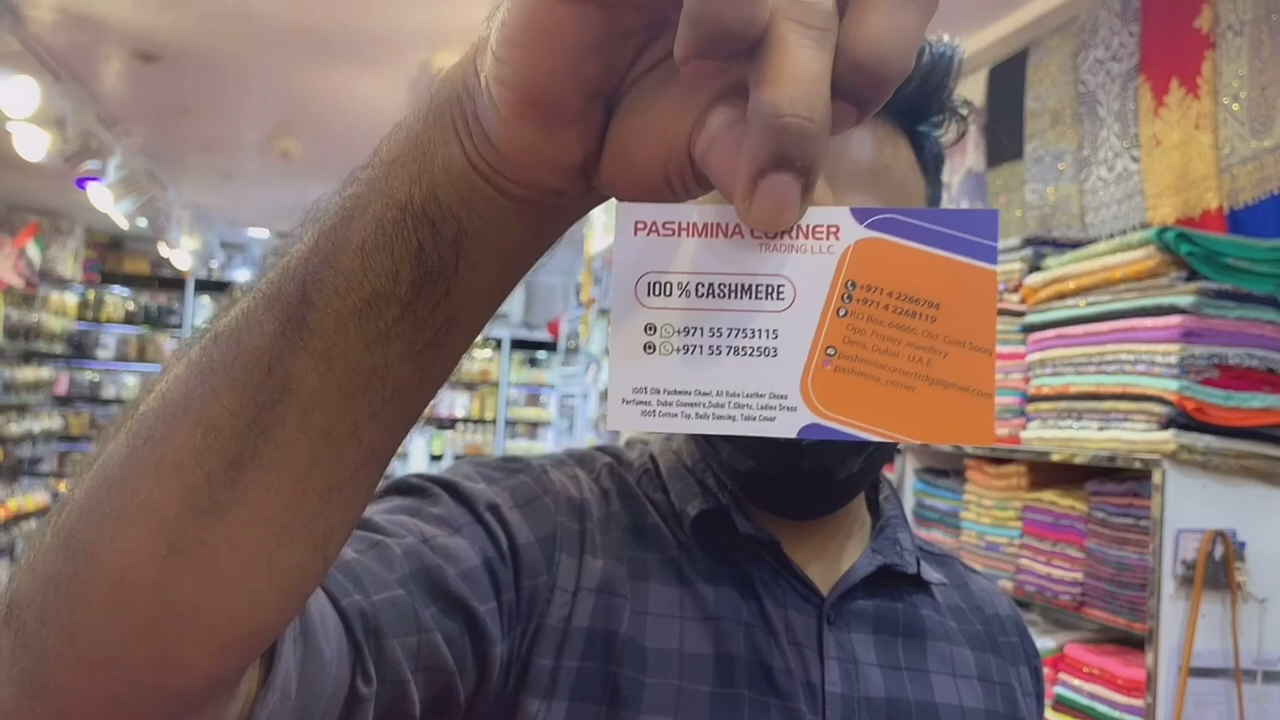 PASHMINA CORNER
TRADING L.L.C
100 % CASHMERE
+971 55 7753115
+971 55 7852503
100% Silk Pashmina Shawl, Ali Baba Leather Shoes
Perfumes, Dubai Souvenirs,Dubai T.Shirts, Ladies Dress
100% Cotton Top, Belly Dancing, Table Cover
+971 4 2266794
+971 4 2268119
P.O Box: 64666, Old. Gold Souq
Opp. Popley Jewellery
Deira, Dubai - U.A.E.
pashminacornertrdg@gmail.com
pashmina_corner